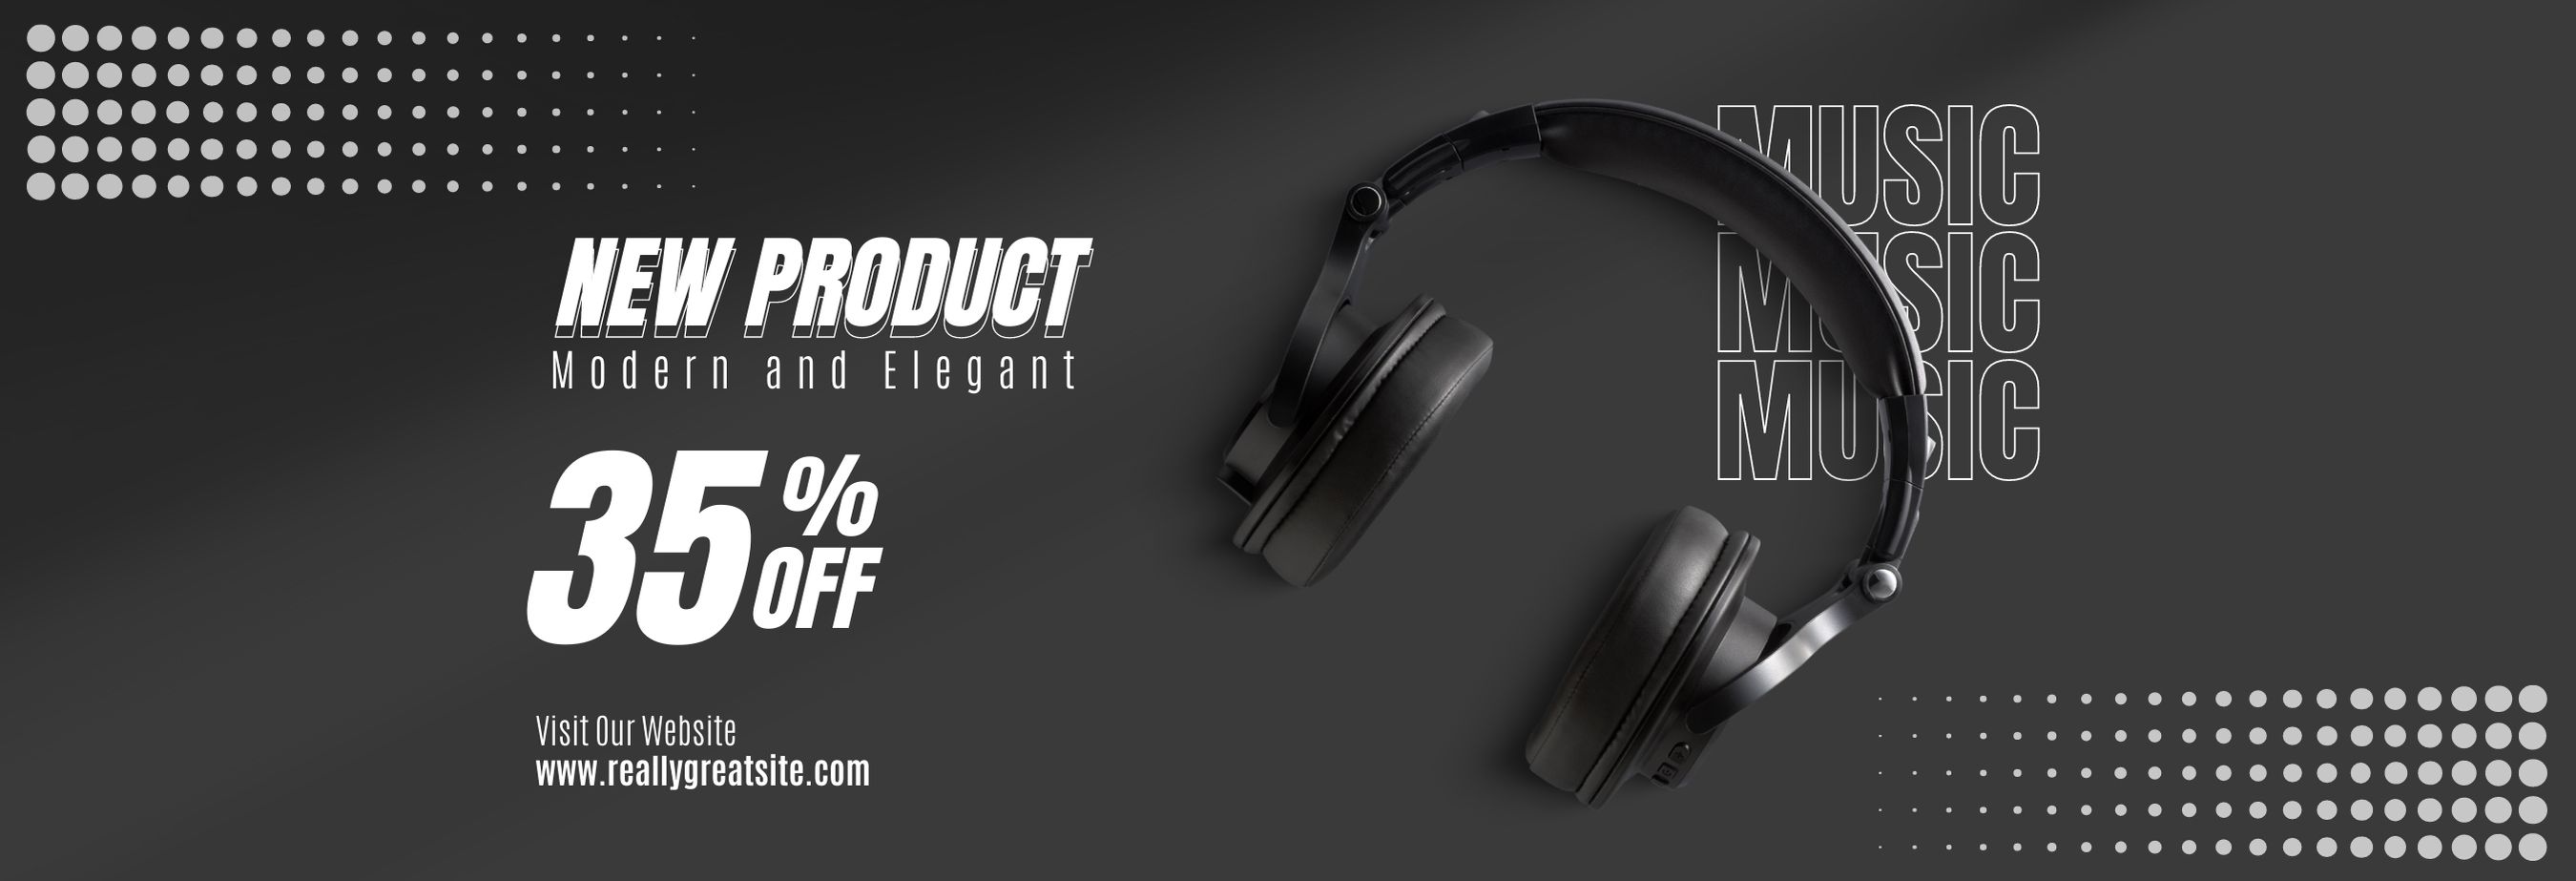 NEW PRODUCT
Modern and Elegant
35% OFF
Visit Our Website
www.reallygreatsite.com
MUSIC
MUSIC
MUSIC